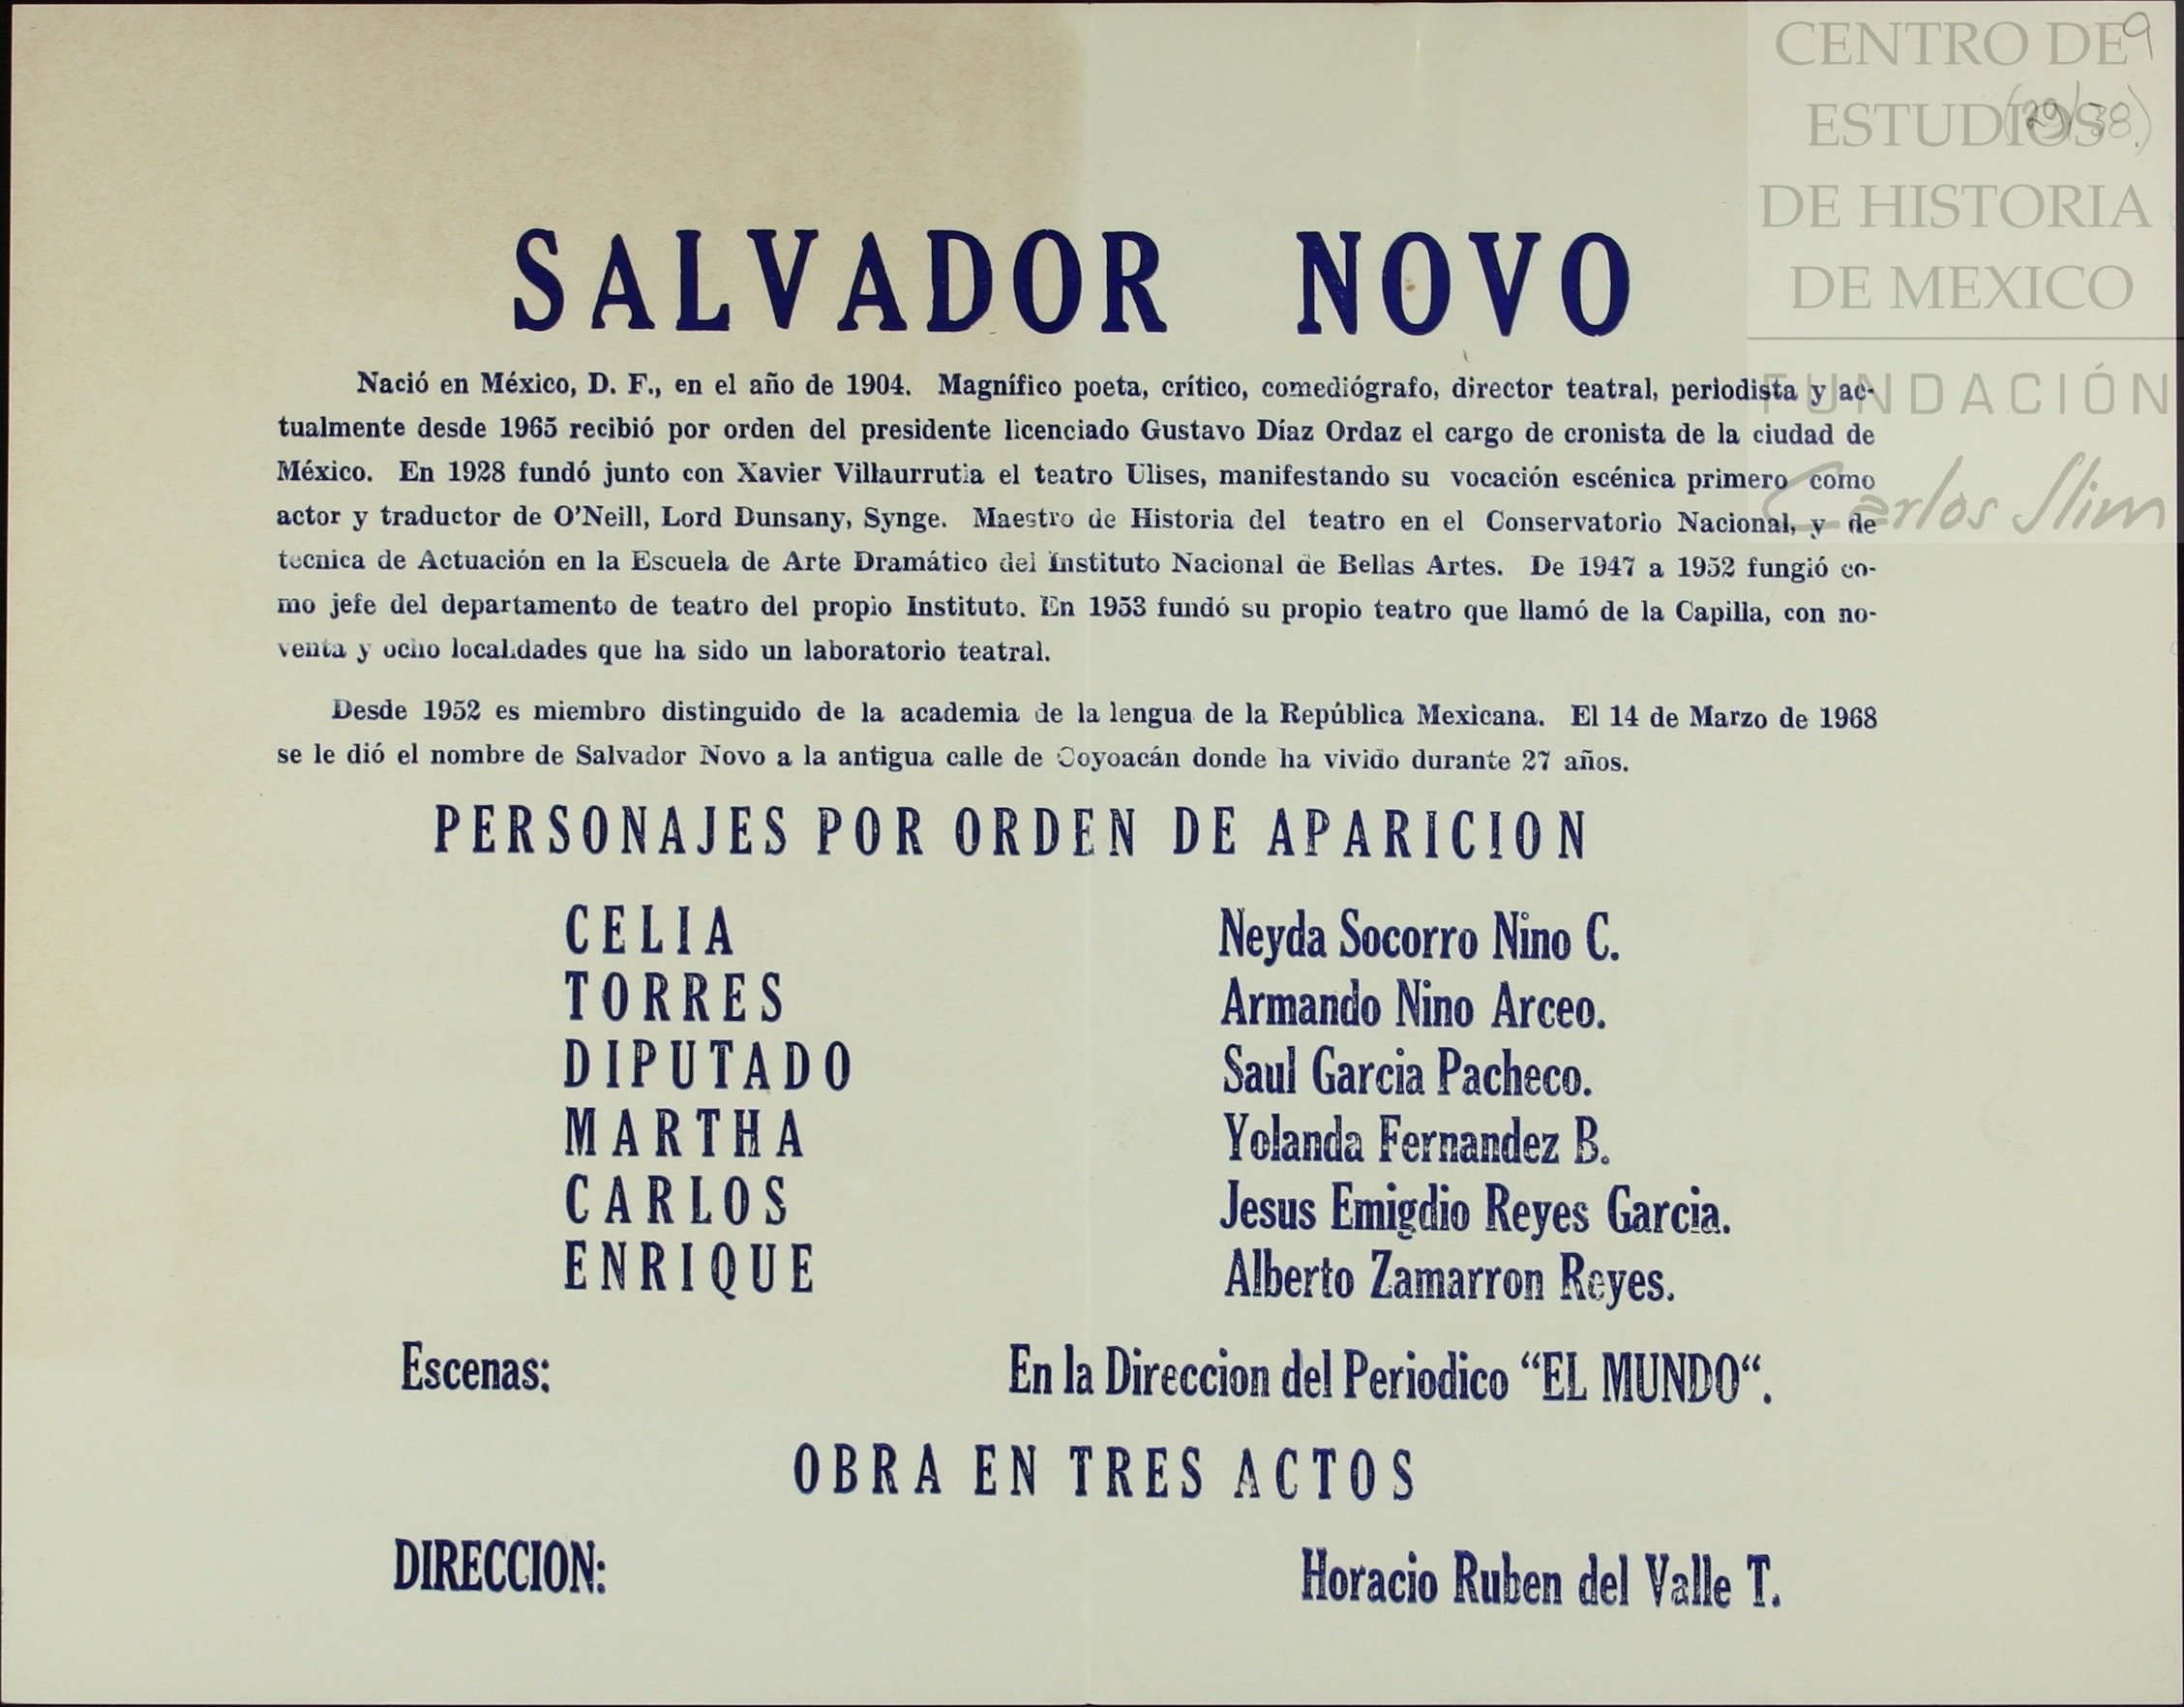 CENTRO DE
ESTUDIOS
DE HISTORIA
DE MEXICO
FUNDACIÓN
Carlos Slim
9
(29/38)
SALVADOR NOVO
Nació en México, D. F., en el año de 1904. Magnífico poeta, crítico, comediógrafo, director teatral, periodista y ac-
tualmente desde 1965 recibió por orden del presidente licenciado Gustavo Díaz Ordaz el cargo de cronista de la ciudad de
México. En 1928 fundó junto con Xavier Villaurrutia el teatro Ulises, manifestando su vocación escénica primero como
actor y traductor de O'Neill, Lord Dunsany, Synge. Maestro de Historia del teatro en el Conservatorio Nacional, y de
tecnica de Actuación en la Escuela de Arte Dramático del Instituto Nacional de Bellas Artes. De 1947 a 1952 fungió co-
mo jefe del departamento de teatro del propio Instituto. En 1953 fundó su propio teatro que llamó de la Capilla, con no-
venta y ocho localidades que ha sido un laboratorio teatral.
Desde 1952 es miembro distinguido de la academia de la lengua de la República Mexicana. El 14 de Marzo de 1968
se le dió el nombre de Salvador Novo a la antigua calle de Coyoacán donde ha vivido durante 27 años.
PERSONAJES POR ORDEN DE APARICION
CELIA Neyda Socorro Nino C.
TORRES Armando Nino Arceo.
DIPUTADO Saul Garcia Pacheco.
MARTHA Yolanda Fernandez B.
CARLOS Jesus Emigdio Reyes Garcia.
ENRIQUE Alberto Zamarron Reyes.
Escenas: En la Direccion del Periodico “EL MUNDO“.
OBRA EN TRES ACTOS
DIRECCION: Horacio Ruben del Valle T.